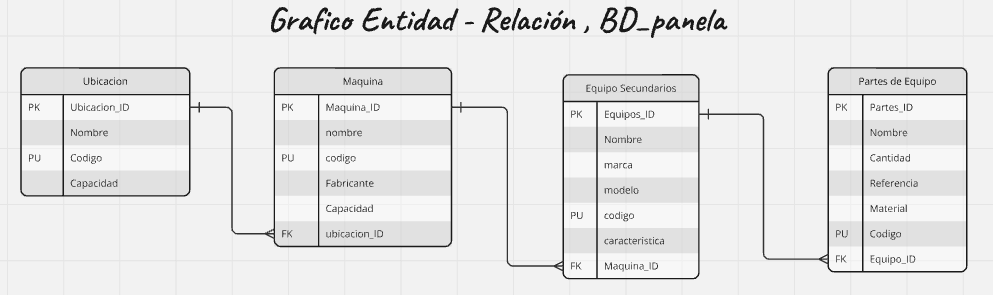 Grafico Entidad - Relación , BD_panela
Ubicacion
PK Ubicacion_ID
Nombre
PU Codigo
Capacidad
Maquina
PK Maquina_ID
nombre
PU codigo
Fabricante
Capacidad
FK ubicacion_ID
Equipo Secundarios
PK Equipos_ID
Nombre
marca
modelo
PU codigo
característica
FK Maquina_ID
Partes de Equipo
PK Partes_ID
Nombre
Cantidad
Referencia
Material
PU Codigo
FK Equipo_ID